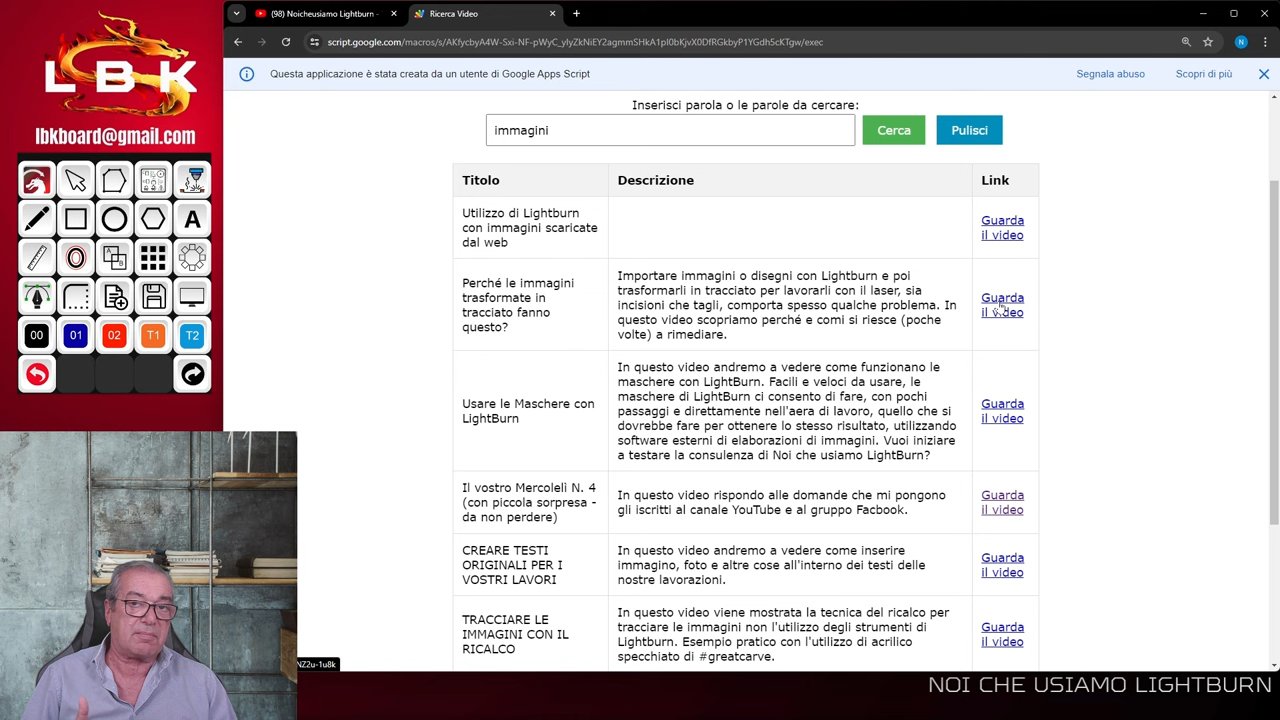 (98) Noicheusiamo Lightburn -
Ricerca Video
script.google.com/macros/s/AKfycbyA4W-Sxi-NF-pWyC_ylyZkNiEY2agmmSHkA1pl0bKjvX0DfRGkbyP1YGdh5cKTgw/exec
N
LBK
lbkboard@gmail.com
A
00
01
02
T1
T2
Questa applicazione è stata creata da un utente di Google Apps Script
Segnala abuso
Scopri di più
Inserisci parola o le parole da cercare:
immagini
Cerca
Pulisci
Titolo
Descrizione
Link
Utilizzo di Lightburn
con immagini scaricate
dal web
Guarda
il video
Perché le immagini
trasformate in
tracciato fanno
questo?
Importare immagini o disegni con Lightburn e poi
trasformarli in tracciato per lavorarli con il laser, sia
incisioni che tagli, comporta spesso qualche problema. In
questo video scopriamo perché e comi si riesce (poche
volte) a rimediare.
Guarda
il video
Usare le Maschere con
LightBurn
In questo video andremo a vedere come funzionano le
maschere con LightBurn. Facili e veloci da usare, le
maschere di LightBurn ci consento di fare, con pochi
passaggi e direttamente nell'aera di lavoro, quello che si
dovrebbe fare per ottenere lo stesso risultato, utilizzando
software esterni di elaborazioni di immagini. Vuoi iniziare
a testare la consulenza di Noi che usiamo LightBurn?
Guarda
il video
Il vostro Mercolelì N. 4
(con piccola sorpresa -
da non perdere)
In questo video rispondo alle domande che mi pongono
gli iscritti al canale YouTube e al gruppo Facbook.
Guarda
il video
CREARE TESTI
ORIGINALI PER I
VOSTRI LAVORI
In questo video andremo a vedere come inserire
immagino, foto e altre cose all'interno dei testi delle
nostre lavorazioni.
Guarda
il video
TRACCIARE LE
IMMAGINI CON IL
RICALCO
In questo video viene mostrata la tecnica del ricalco per
tracciare le immagini non l'utilizzo degli strumenti di
Lightburn. Esempio pratico con l'utilizzo di acrilico
specchiato di #greatcarve.
Guarda
il video
NZ2u-1u8k
NOI CHE USIAMO LIGHTBURN